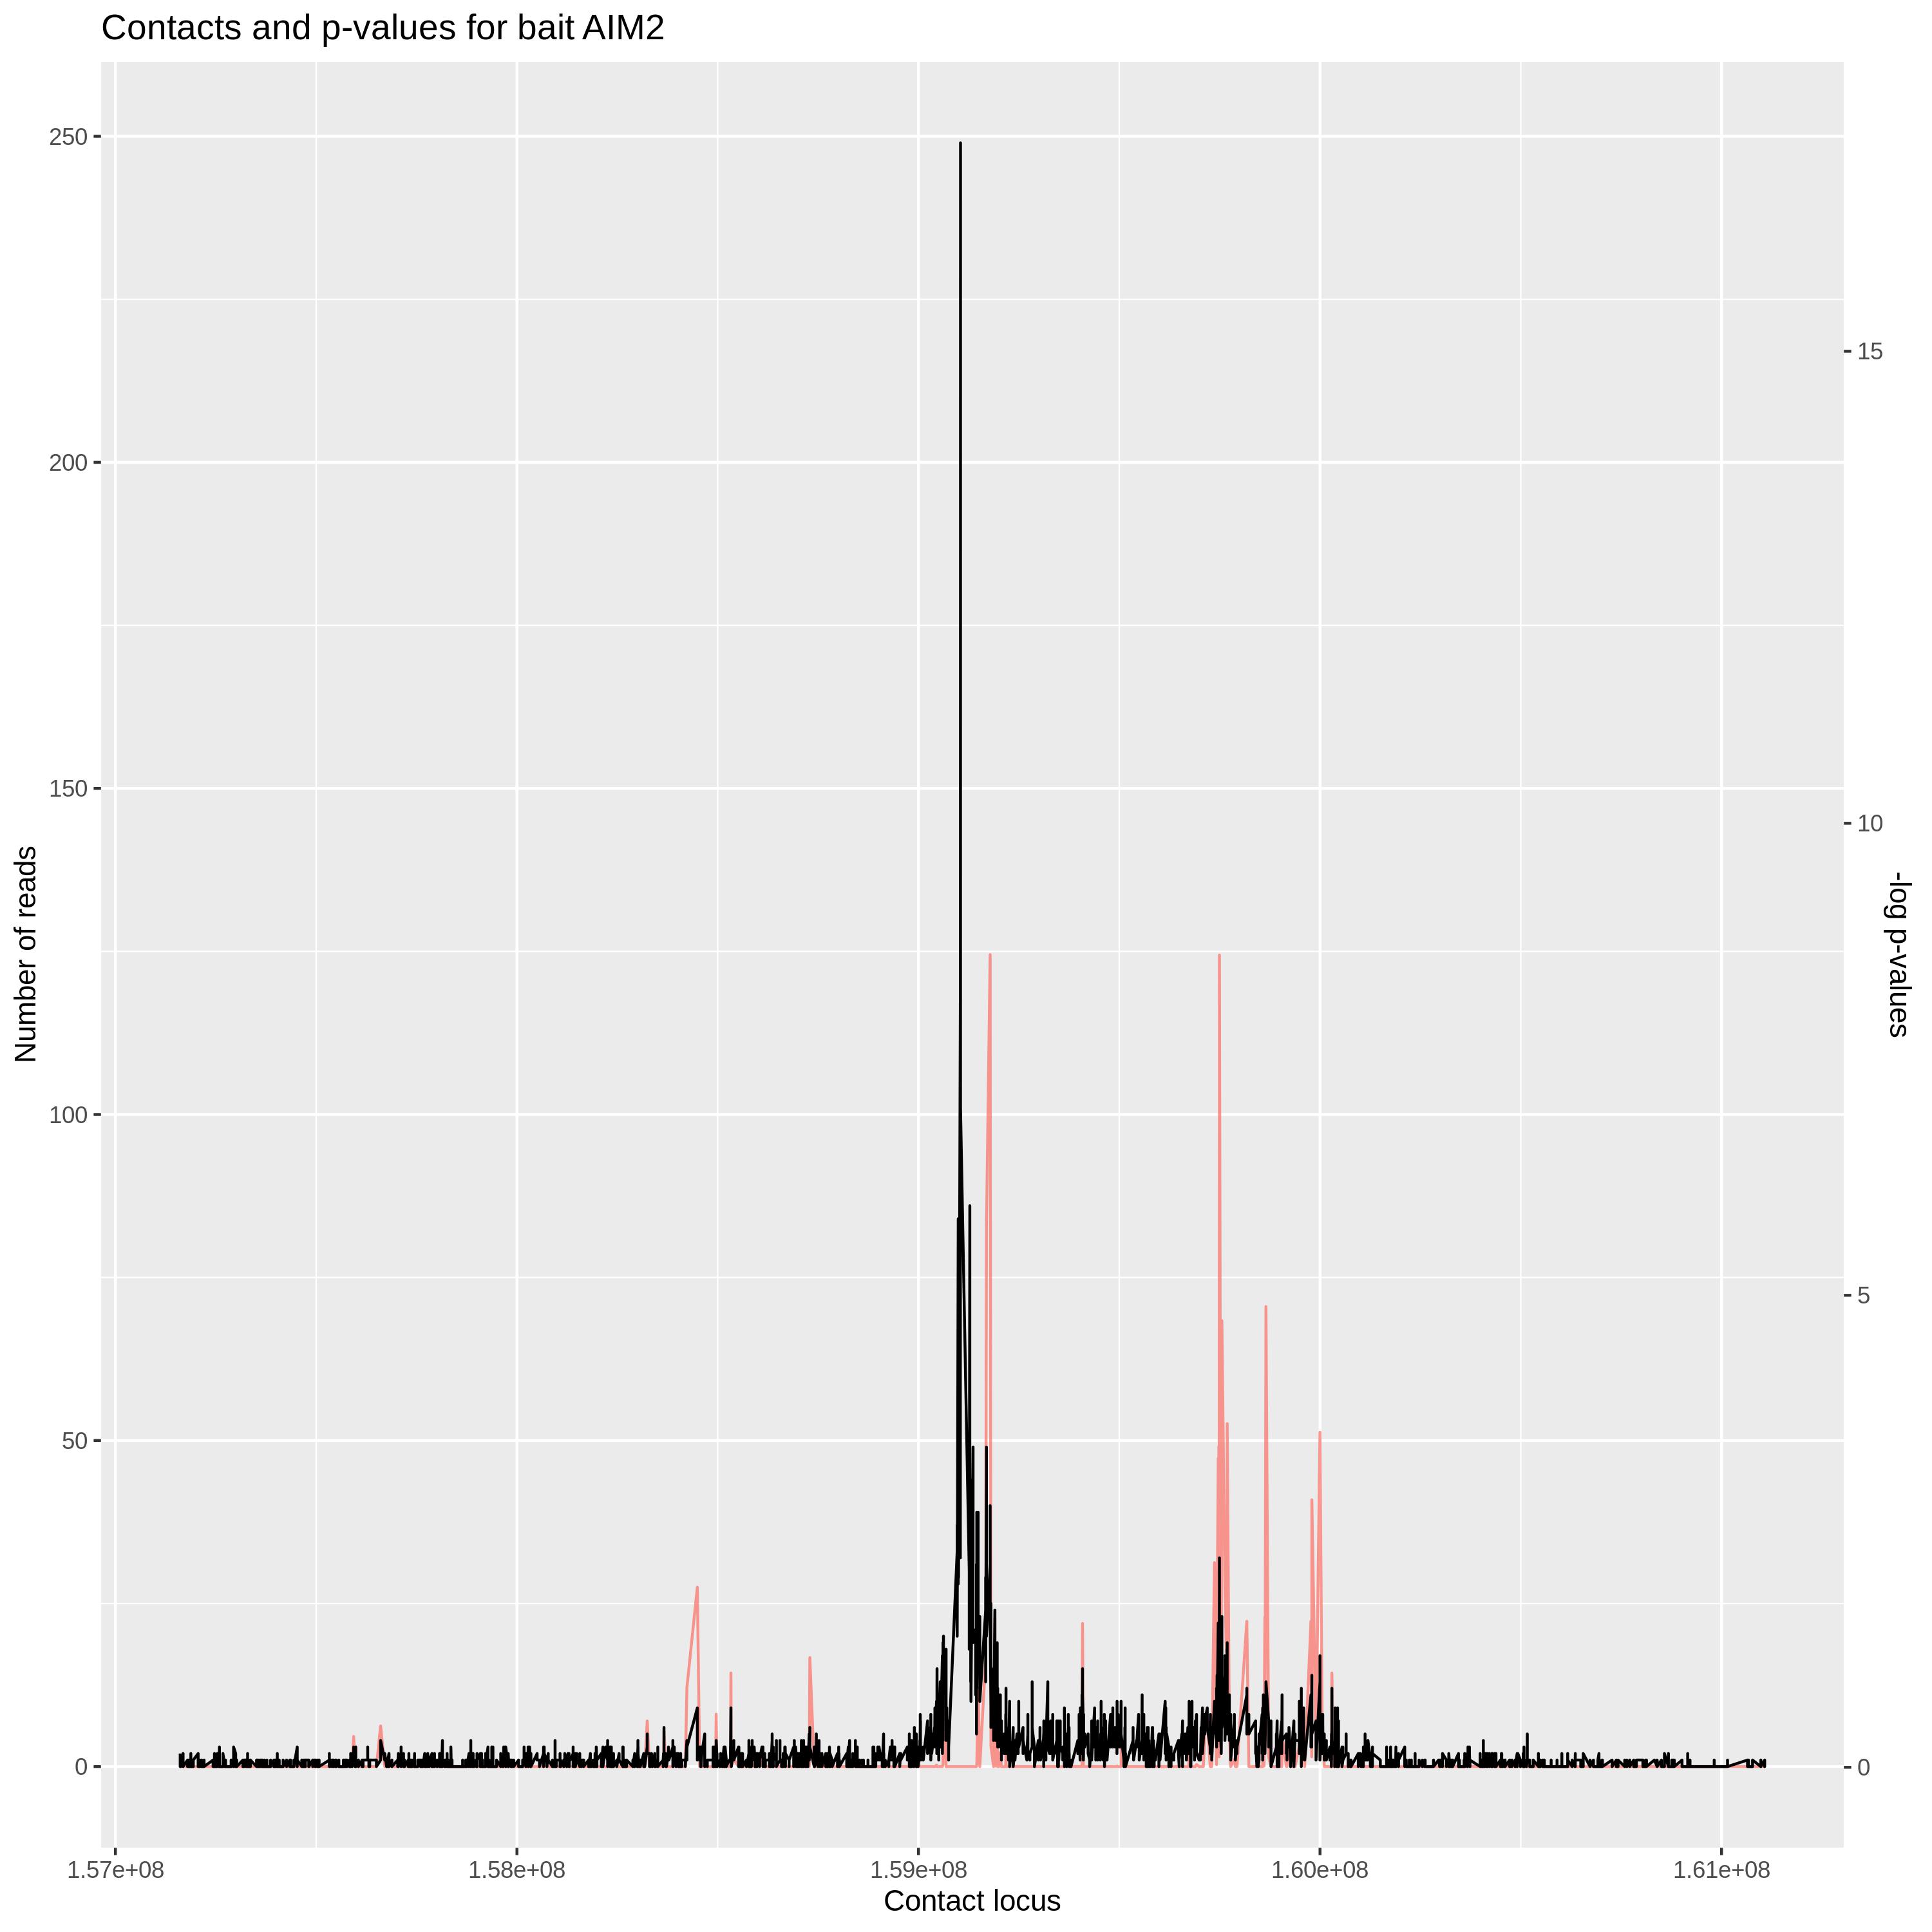 Contacts and p-values for bait AIM2
250
200
150
100
50
0
Number of reads
15
10
5
0
-log p-values
1.57e+08
1.58e+08
1.59e+08
1.60e+08
1.61e+08
Contact locus